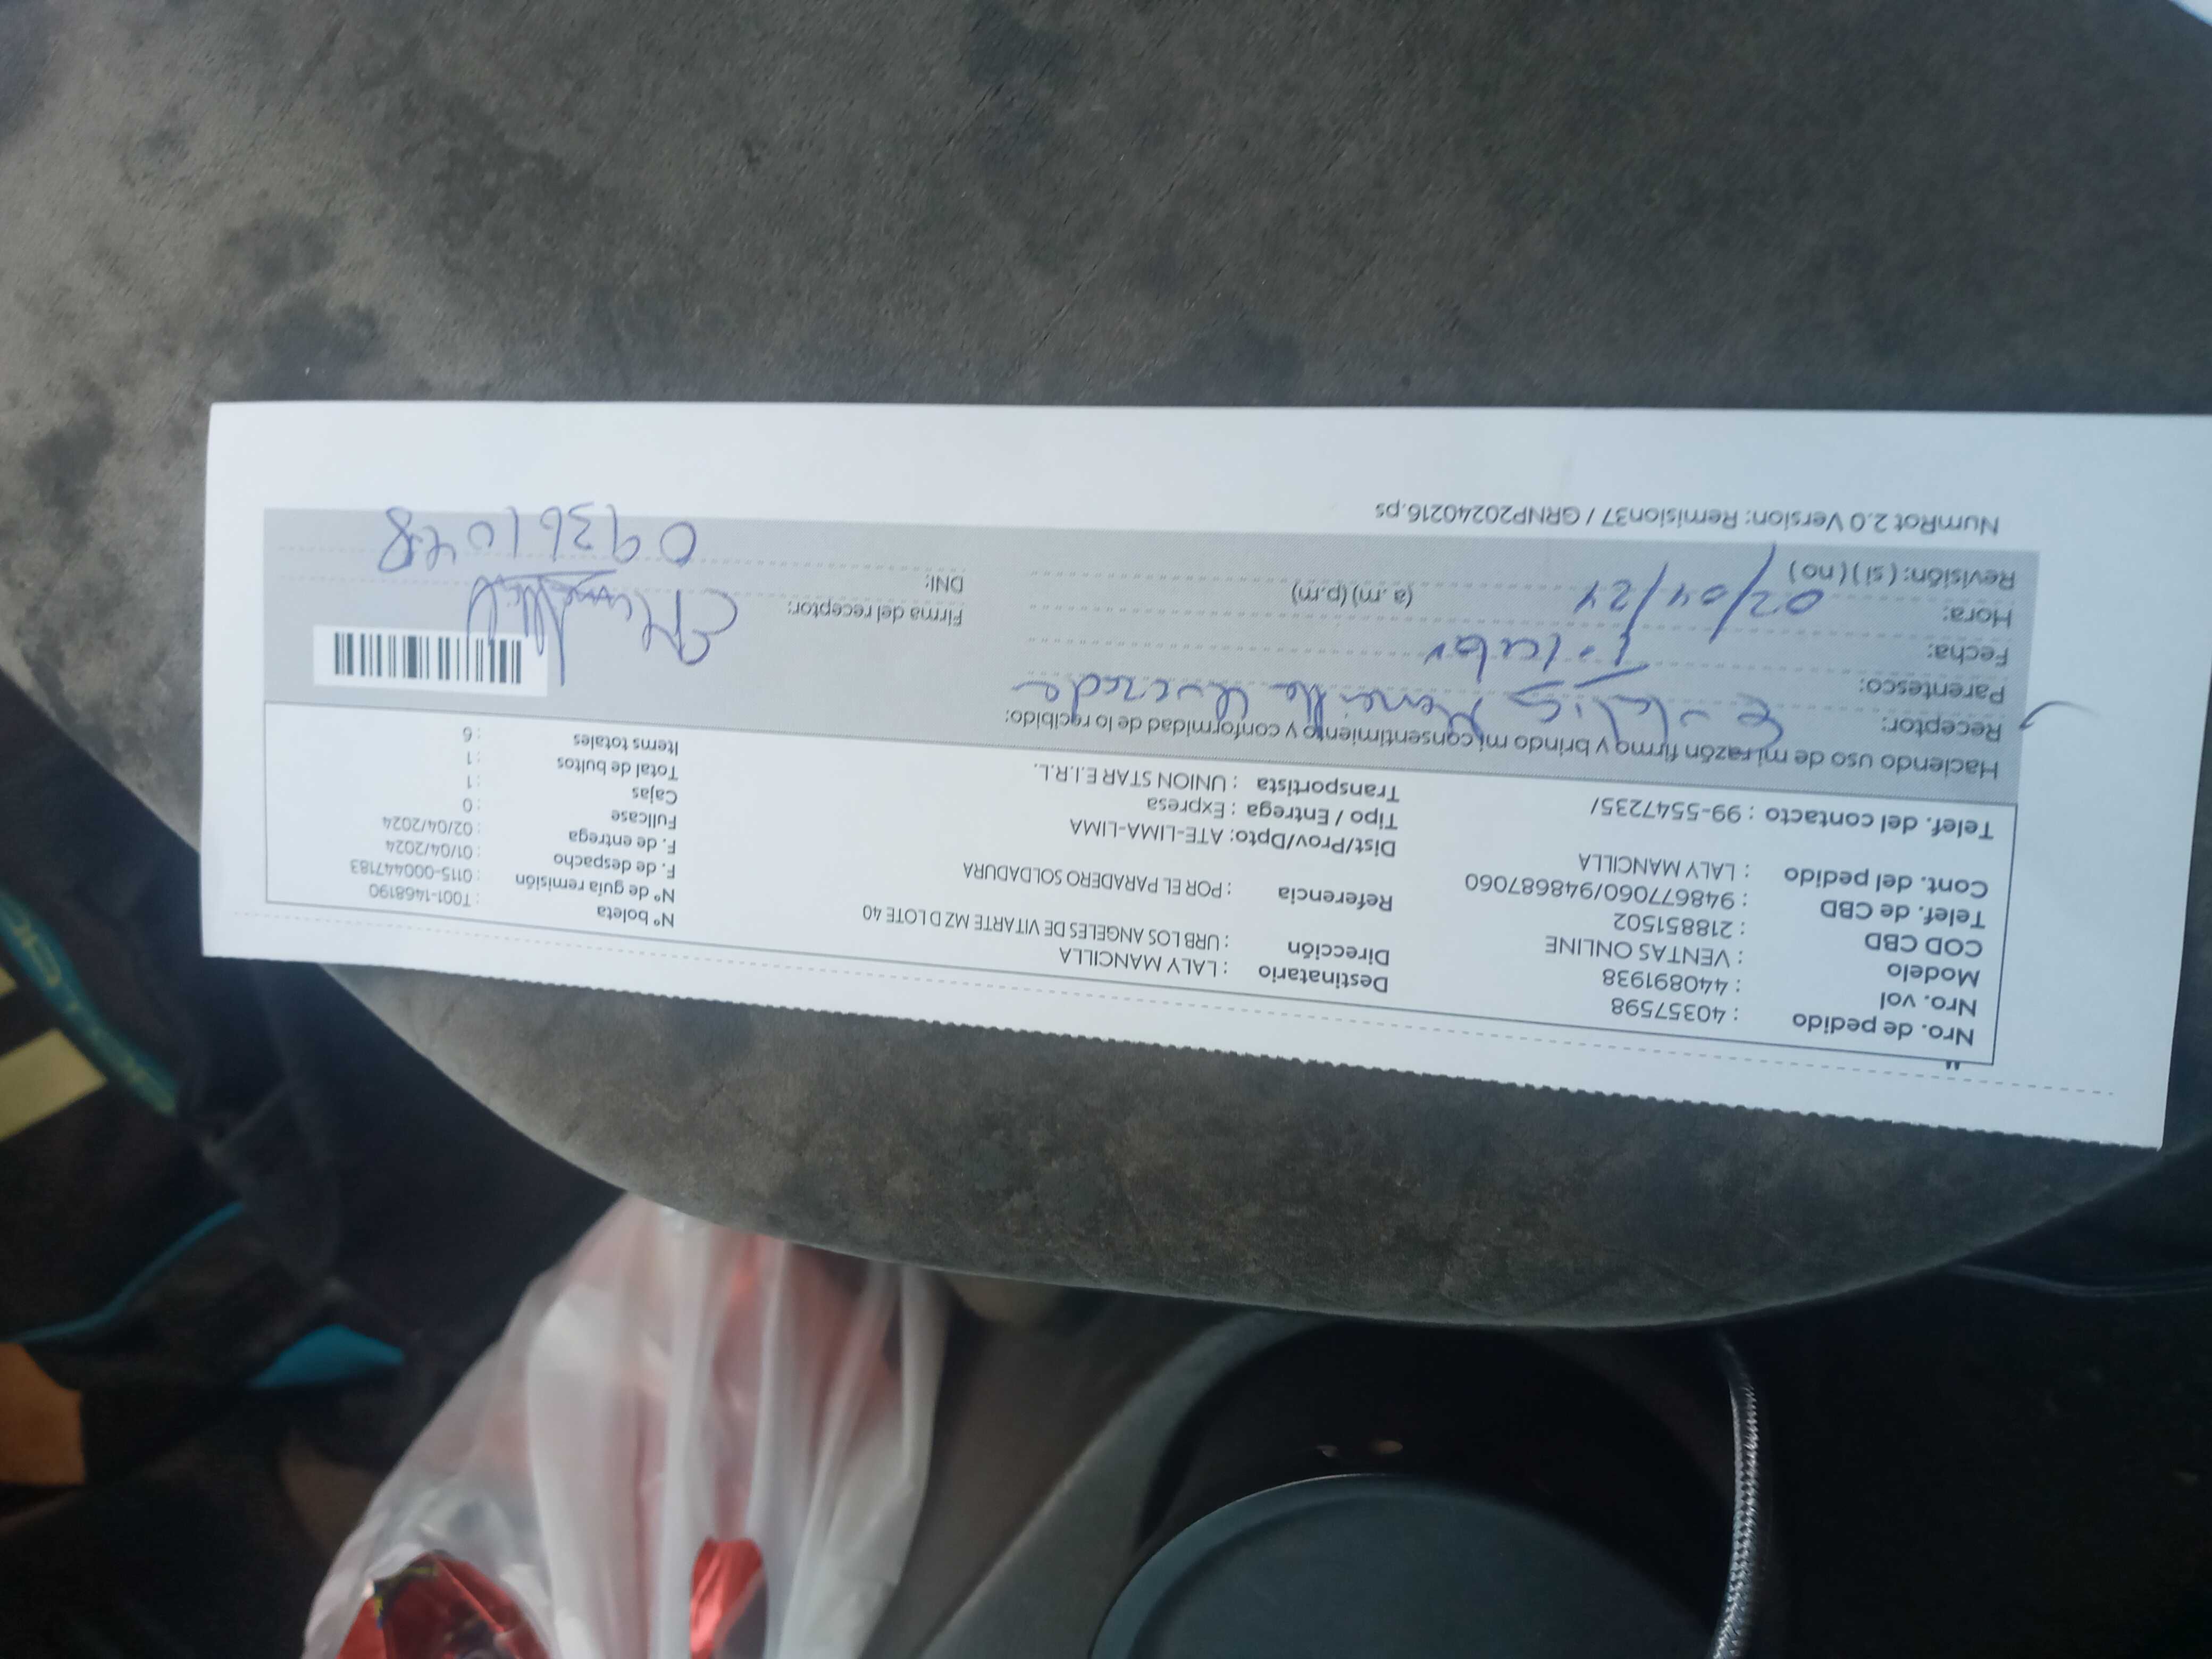 Nro. de pedido : 40357598
Nro. vol : 440891938
Modelo : VENTAS ONLINE
COD CBD : 218851502
Telef. de CBD : 948677060/948687060
Cont. del pedido : LALY MANCILLA
Telef. del contacto : 99-5547235/
Destinatario : LALY MANCILLA
Dirección : URB LOS ANGELES DE VITARTE MZ D LOTE 40
Referencia : POR EL PARADERO SOLDADURA
Dist/Prov/Dpto: ATE-LIMA-LIMA
Tipo / Entrega : Expresa
Transportista : UNION STAR E.I.R.L.
Nº boleta : T001-1468190
Nº de guía remisión : 0115-000447183
F. de despacho : 01/04/2024
F. de entrega : 02/04/2024
Fullcase : 0
Cajas : 1
Total de bultos : 1
Items totales : 6
Haciendo uso de mi razón firmo y brindo mi consentimiento y conformidad de lo recibido:
Receptor:
Parentesco: Titular
Fecha: 02/04/24
Hora: (a.m) (p.m)
Revisión: ( si ) ( no )
Firma del receptor:
DNI: 09361048
NumRot 2.0 Version: Remision37 / GRNP20240216.ps